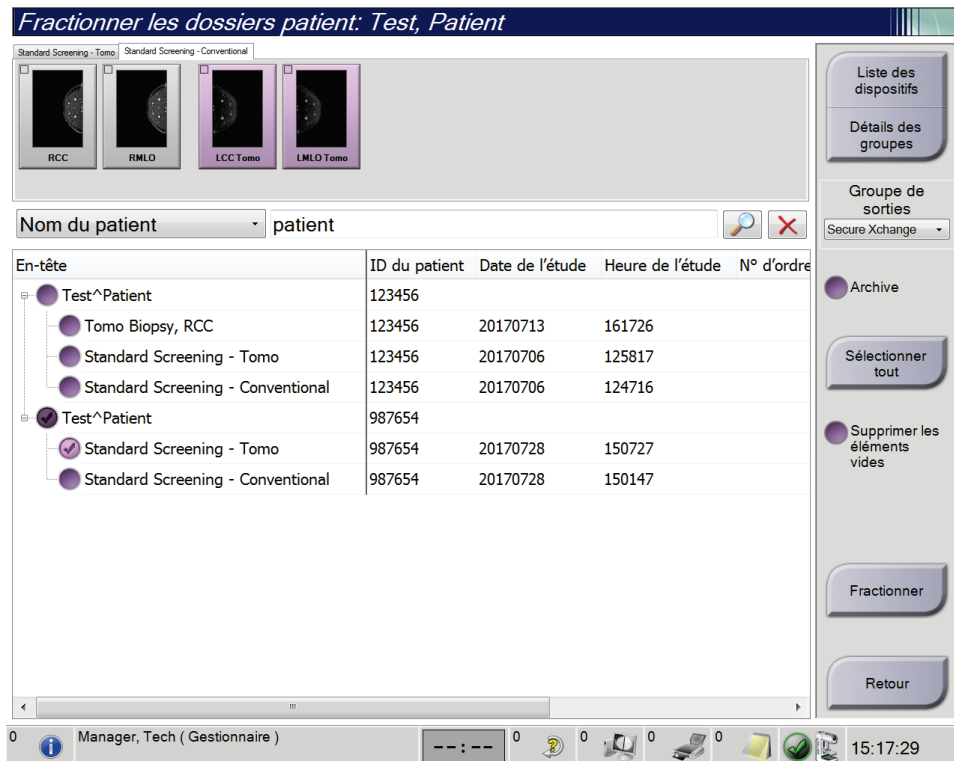 Fractionner les dossiers patient: Test, Patient
Standard Screening - Tomo Standard Screening - Conventional
RCC RMLO LCC Tomo LMLO Tomo
Nom du patient patient
En-tête ID du patient Date de l'étude Heure de l'étude N° d'ordre
Test^Patient 123456
Tomo Biopsy, RCC 123456 20170713 161726
Standard Screening - Tomo 123456 20170706 125817
Standard Screening - Conventional 123456 20170706 124716
Test^Patient 987654
Standard Screening - Tomo 987654 20170728 150727
Standard Screening - Conventional 987654 20170728 150147
Liste des
dispositifs
Détails des
groupes
Groupe de
sorties
Secure Xchange
Archive
Sélectionner
tout
Supprimer les
éléments
vides
Fractionner
Retour
0 Manager, Tech ( Gestionnaire ) --:-- 0 0 0 0 15:17:29